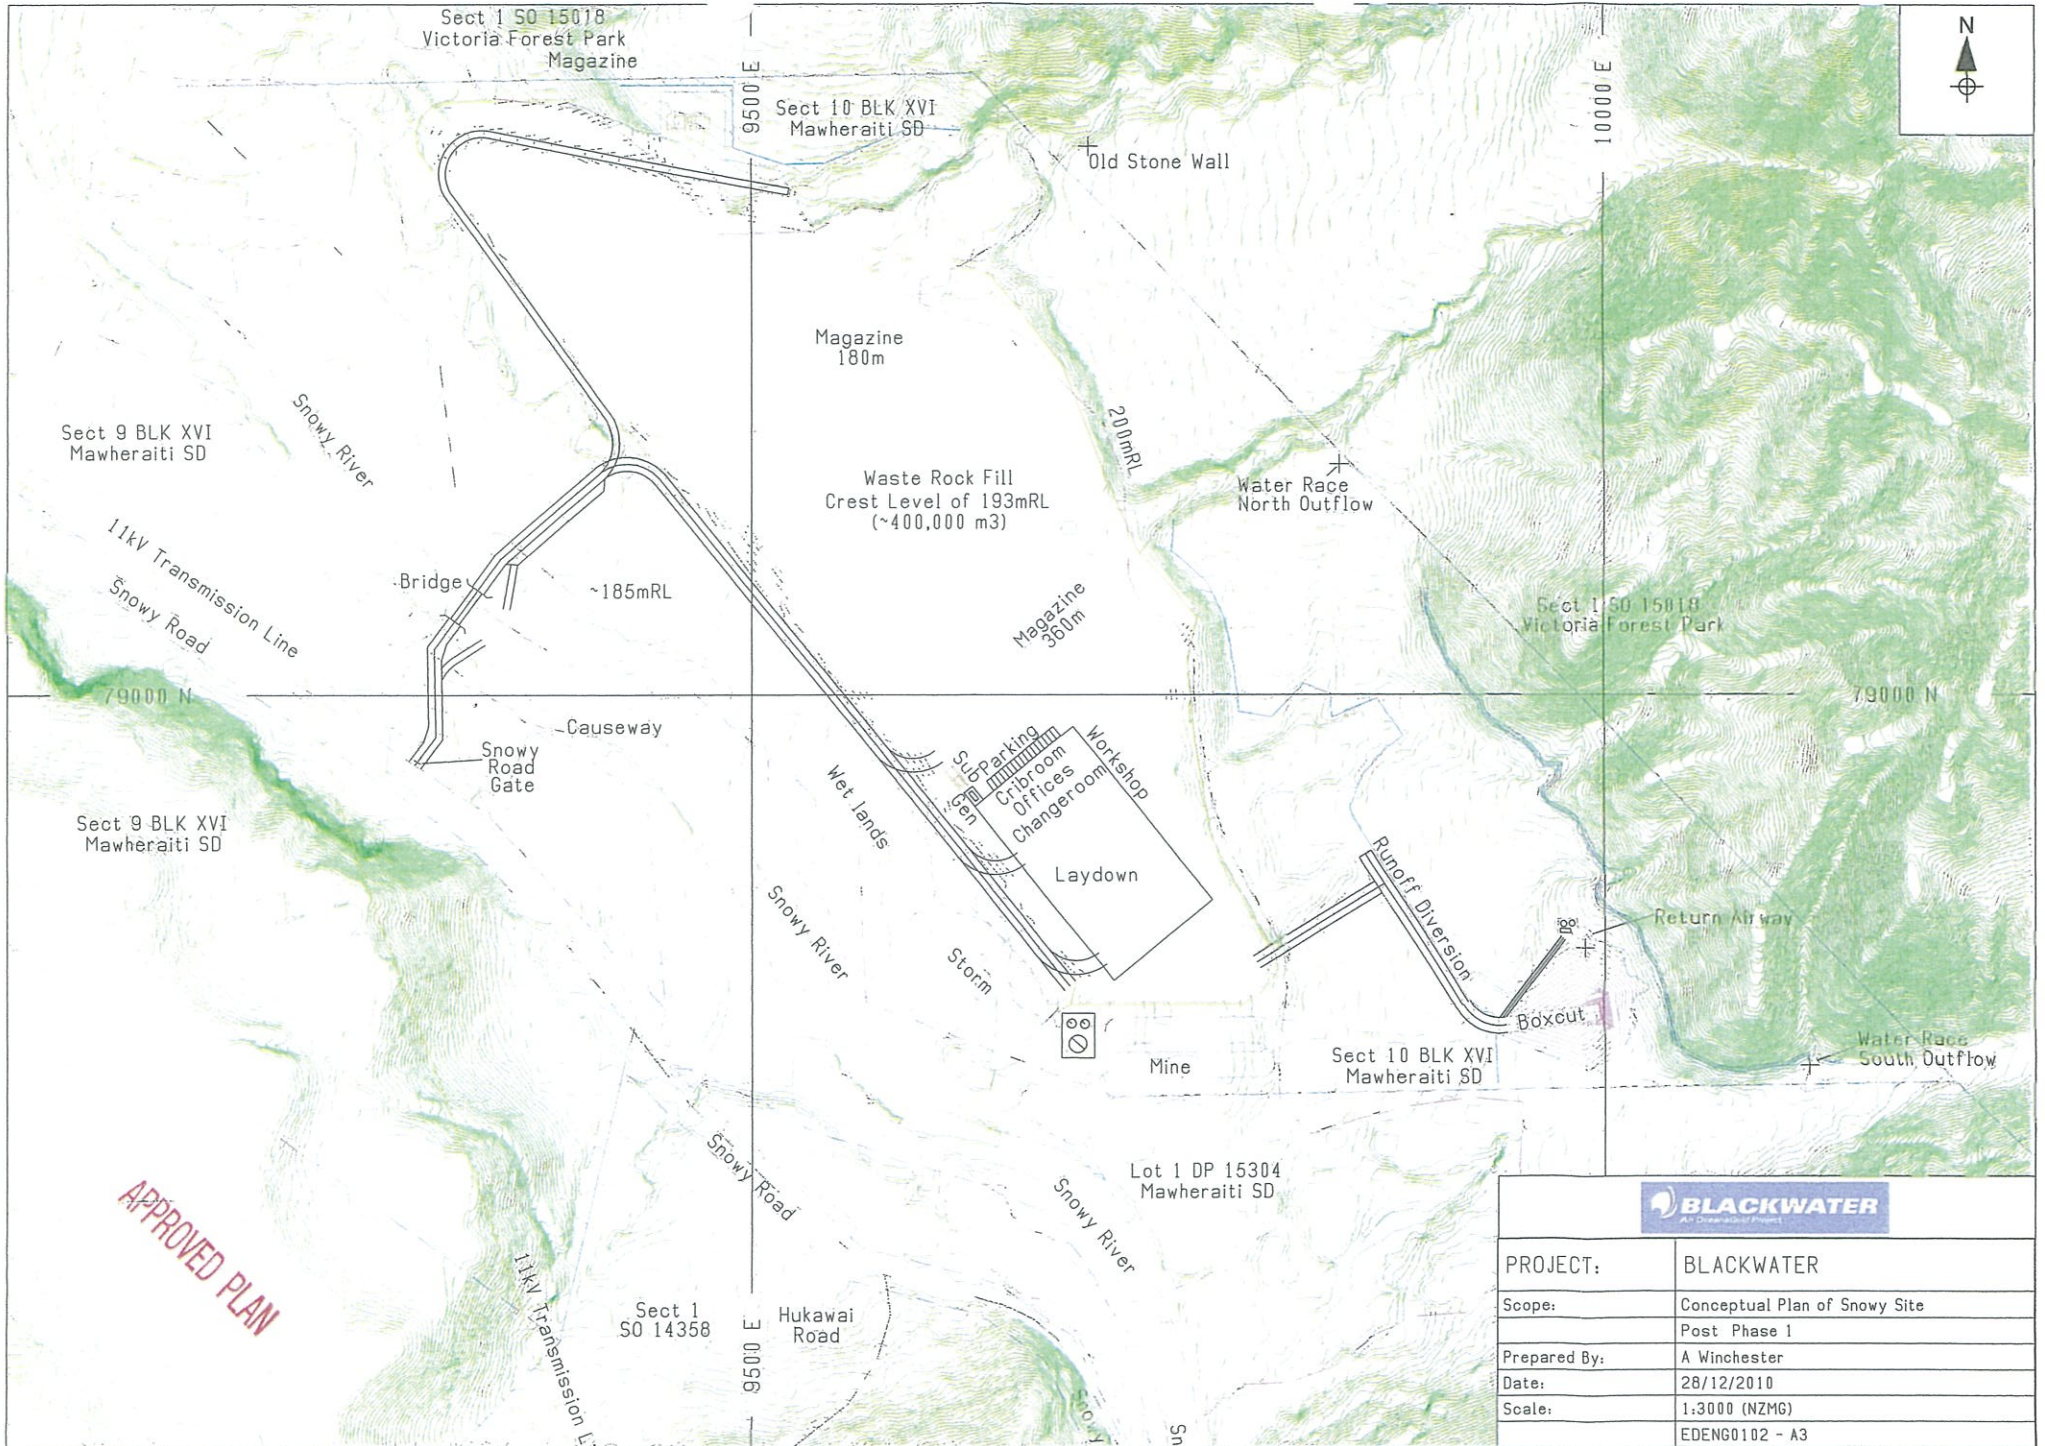 Sect 1 SO 15018
Victoria Forest Park
Magazine
N
9500 E
Sect 10 BLK XVI
Mawheraiti SD
10000 E
Old Stone Wall
Magazine
180m
Snowy River
Sect 9 BLK XVI
Mawheraiti SD
200mRL
Waste Rock Fill
Crest Level of 193mRL
(~400,000 m3)
Water Race
North Outflow
11kV Transmission Line
Snowy Road
Bridge
~185mRL
Magazine
360m
Sect 1 SO 15018
Victoria Forest Park
79000 N
79000 N
Causeway
Snowy
Road
Gate
Sub
Parking
Gen
Cribroom
Offices
Changeroom
Workshop
Wet lands
Sect 9 BLK XVI
Mawheraiti SD
Laydown
Runoff Diversion
Snowy River
Storm
Return Airway
Boxcut
Mine
Sect 10 BLK XVI
Mawheraiti SD
Water Race
South Outflow
Snowy Road
Lot 1 DP 15304
Mawheraiti SD
Snowy River
APPROVED PLAN
11kV Transmission L
Sect 1
SO 14358
9500 E
Hukawai
Road
Snowy
Sn
BLACKWATER
An OceanaGold Project
PROJECT: BLACKWATER
Scope: Conceptual Plan of Snowy Site
Post Phase 1
Prepared By: A Winchester
Date: 28/12/2010
Scale: 1:3000 (NZMG)
EDENG0102 - A3